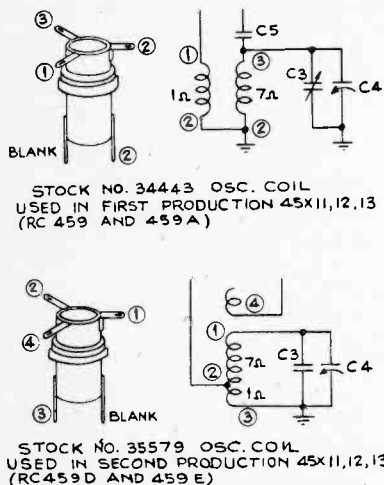 ③
②
①
BLANK
②
C5
①
③
1Ω
7Ω
C3
C4
②
②
STOCK NO. 34443 OSC. COIL
USED IN FIRST PRODUCTION 45X11,12,13
(RC 459 AND 459A)
②
①
④
③
BLANK
④
①
7Ω
②
1Ω
③
C3
C4
STOCK NO. 35579 OSC. COIL
USED IN SECOND PRODUCTION 45X11,12,13
(RC459D AND 459E)